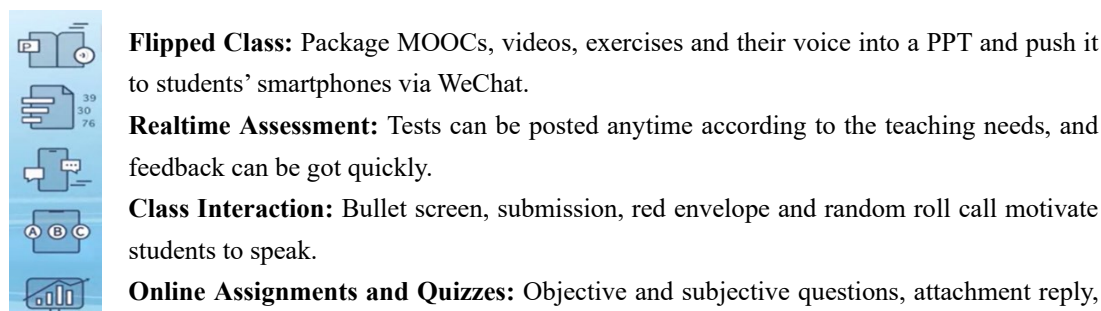 P
Flipped Class: Package MOOCs, videos, exercises and their voice into a PPT and push it
to students’ smartphones via WeChat.
39
30
76
Realtime Assessment: Tests can be posted anytime according to the teaching needs, and
feedback can be got quickly.
Class Interaction: Bullet screen, submission, red envelope and random roll call motivate
students to speak.
A B C
Online Assignments and Quizzes: Objective and subjective questions, attachment reply,